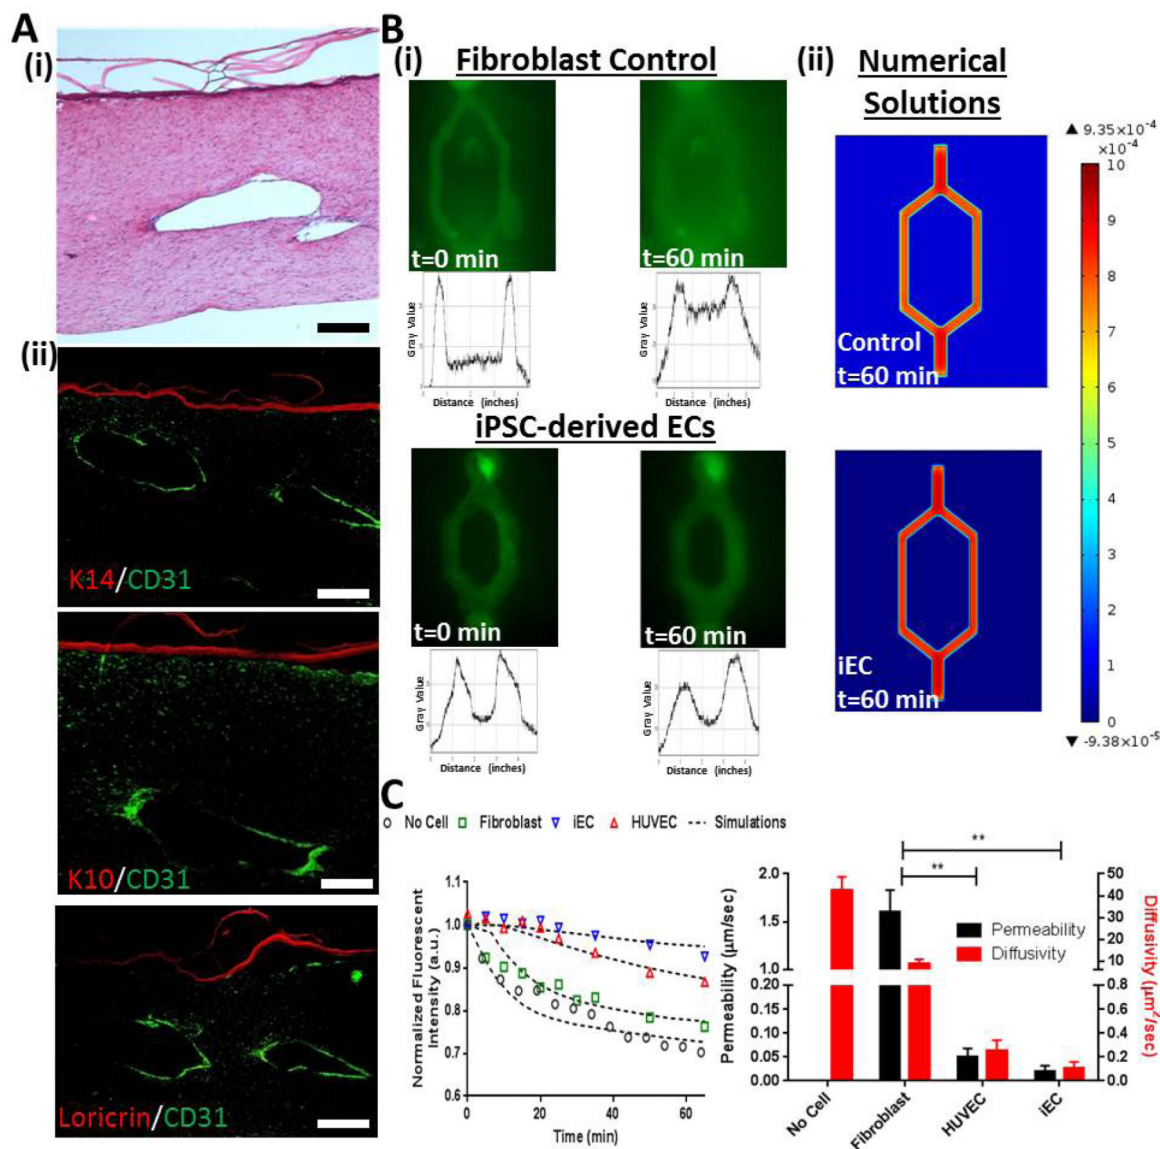 A
(i)
(ii)
K14/CD31
K10/CD31
Loricrin/CD31
B
(i) Fibroblast Control
t=0 min
t=60 min
Gray Value
Distance (inches)
Gray Value
Distance (inches)
iPSC-derived ECs
t=0 min
t=60 min
Gray Value
Distance (inches)
Gray Value
Distance (inches)
(ii) Numerical
Solutions
▲ 9.35×10⁻⁴
×10⁻⁴
10
9
8
7
6
5
4
3
2
1
0
▼ -9.38×10⁻⁵
Control
t=60 min
iEC
t=60 min
C
No Cell Fibroblast iEC HUVEC Simulations
Normalized Fluorescent
Intensity (a.u.)
1.1
1.0
0.9
0.8
0.7
0.6
0 20 40 60
Time (min)
Permeability (μm/sec)
2.0
1.5
1.0
0.20
0.15
0.10
0.05
0.00
**
**
Permeability
Diffusivity
50
40
30
20
10
0.8
0.6
0.4
0.2
0.0
Diffusivity (μm²/sec)
No Cell
Fibroblast
HUVEC
iEC